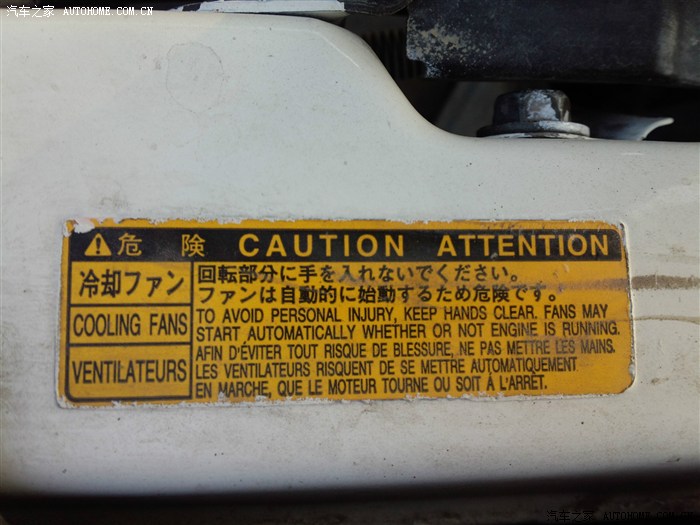 汽车之家 AUTOHOME.COM.CN
危険 CAUTION ATTENTION
冷却ファン
回転部分に手を入れないでください。
ファンは自動的に始動するため危険です。
COOLING FANS
TO AVOID PERSONAL INJURY, KEEP HANDS CLEAR. FANS MAY
START AUTOMATICALLY WHETHER OR NOT ENGINE IS RUNNING.
VENTILATEURS
AFIN D'ÉVITER TOUT RISQUE DE BLESSURE, NE PAS METTRE LES MAINS.
LES VENTILATEURS RISQUENT DE SE METTRE AUTOMATIQUEMENT
EN MARCHE, QUE LE MOTEUR TOURNE OU SOIT À L'ARRÊT.
汽车之家 AUTOHOME.COM.CN